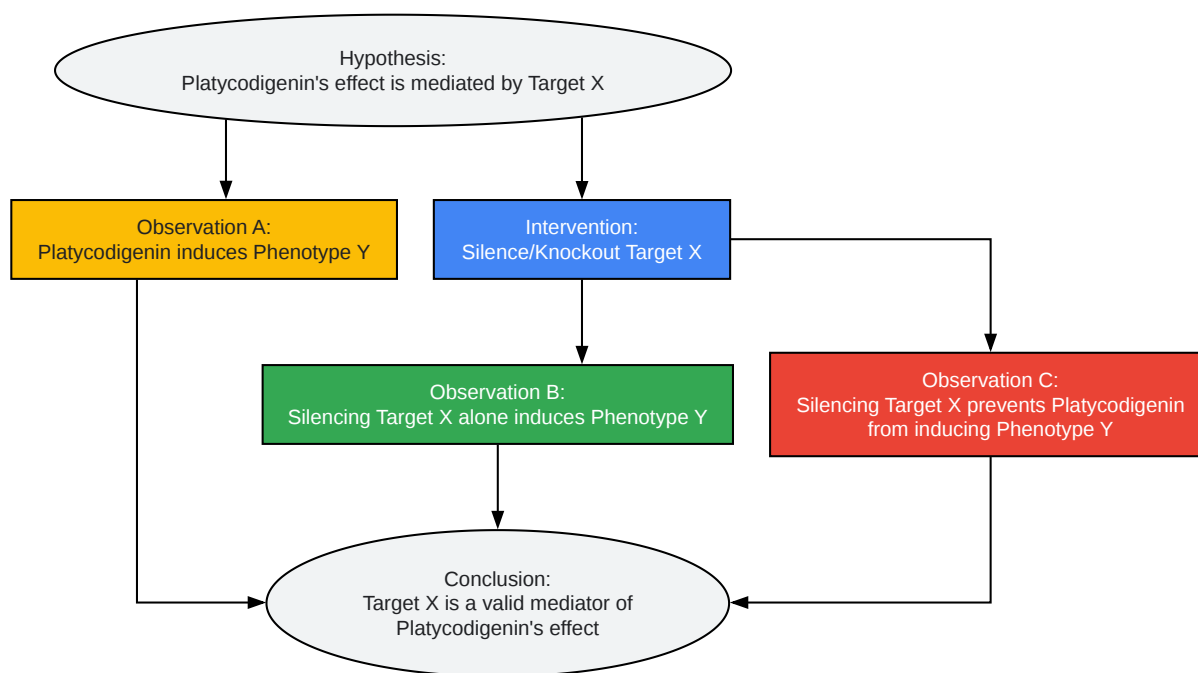 Hypothesis:
Platycodigenin's effect is mediated by Target X
Observation A:
Platycodigenin induces Phenotype Y
Intervention:
Silence/Knockout Target X
Observation B:
Silencing Target X alone induces Phenotype Y
Observation C:
Silencing Target X prevents Platycodigenin
from inducing Phenotype Y
Conclusion:
Target X is a valid mediator of
Platycodigenin's effect